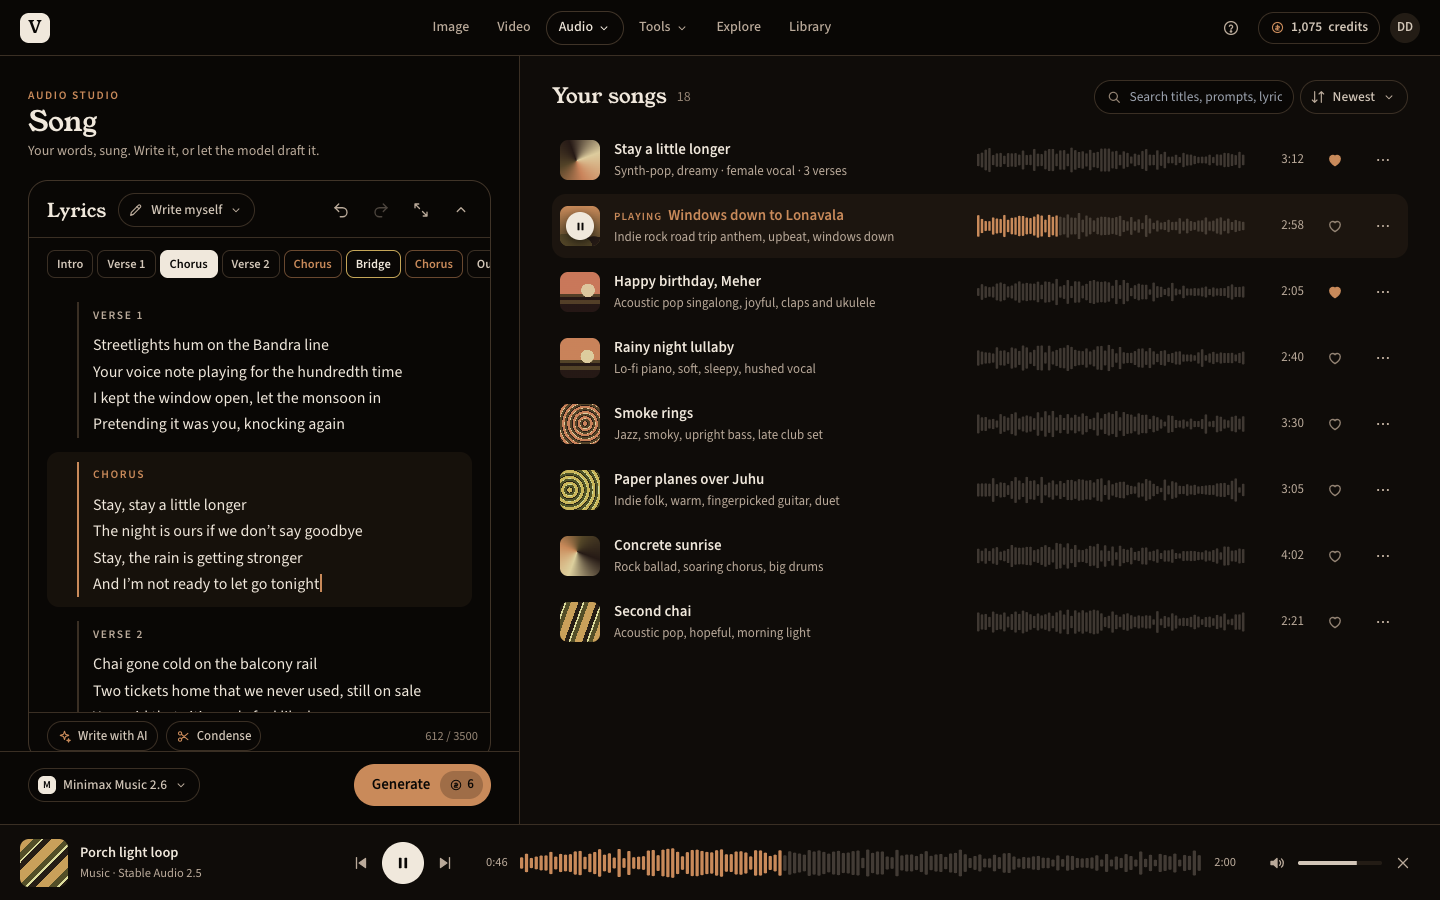 V
Image
Video
Audio
Tools
Explore
Library
1,075 credits
DD
AUDIO STUDIO
Song
Your words, sung. Write it, or let the model draft it.
Lyrics
Write myself
Intro
Verse 1
Chorus
Verse 2
Chorus
Bridge
Chorus
Ou
VERSE 1
Streetlights hum on the Bandra line
Your voice note playing for the hundredth time
I kept the window open, let the monsoon in
Pretending it was you, knocking again
CHORUS
Stay, stay a little longer
The night is ours if we don’t say goodbye
Stay, the rain is getting stronger
And I’m not ready to let go tonight
VERSE 2
Chai gone cold on the balcony rail
Two tickets home that we never used, still on sale
Write with AI
Condense
612 / 3500
M
Minimax Music 2.6
Generate
6
Your songs 18
Search titles, prompts, lyric
Newest
Stay a little longer
Synth-pop, dreamy · female vocal · 3 verses
3:12
PLAYING Windows down to Lonavala
Indie rock road trip anthem, upbeat, windows down
2:58
Happy birthday, Meher
Acoustic pop singalong, joyful, claps and ukulele
2:05
Rainy night lullaby
Lo-fi piano, soft, sleepy, hushed vocal
2:40
Smoke rings
Jazz, smoky, upright bass, late club set
3:30
Paper planes over Juhu
Indie folk, warm, fingerpicked guitar, duet
3:05
Concrete sunrise
Rock ballad, soaring chorus, big drums
4:02
Second chai
Acoustic pop, hopeful, morning light
2:21
Porch light loop
Music · Stable Audio 2.5
0:46
2:00